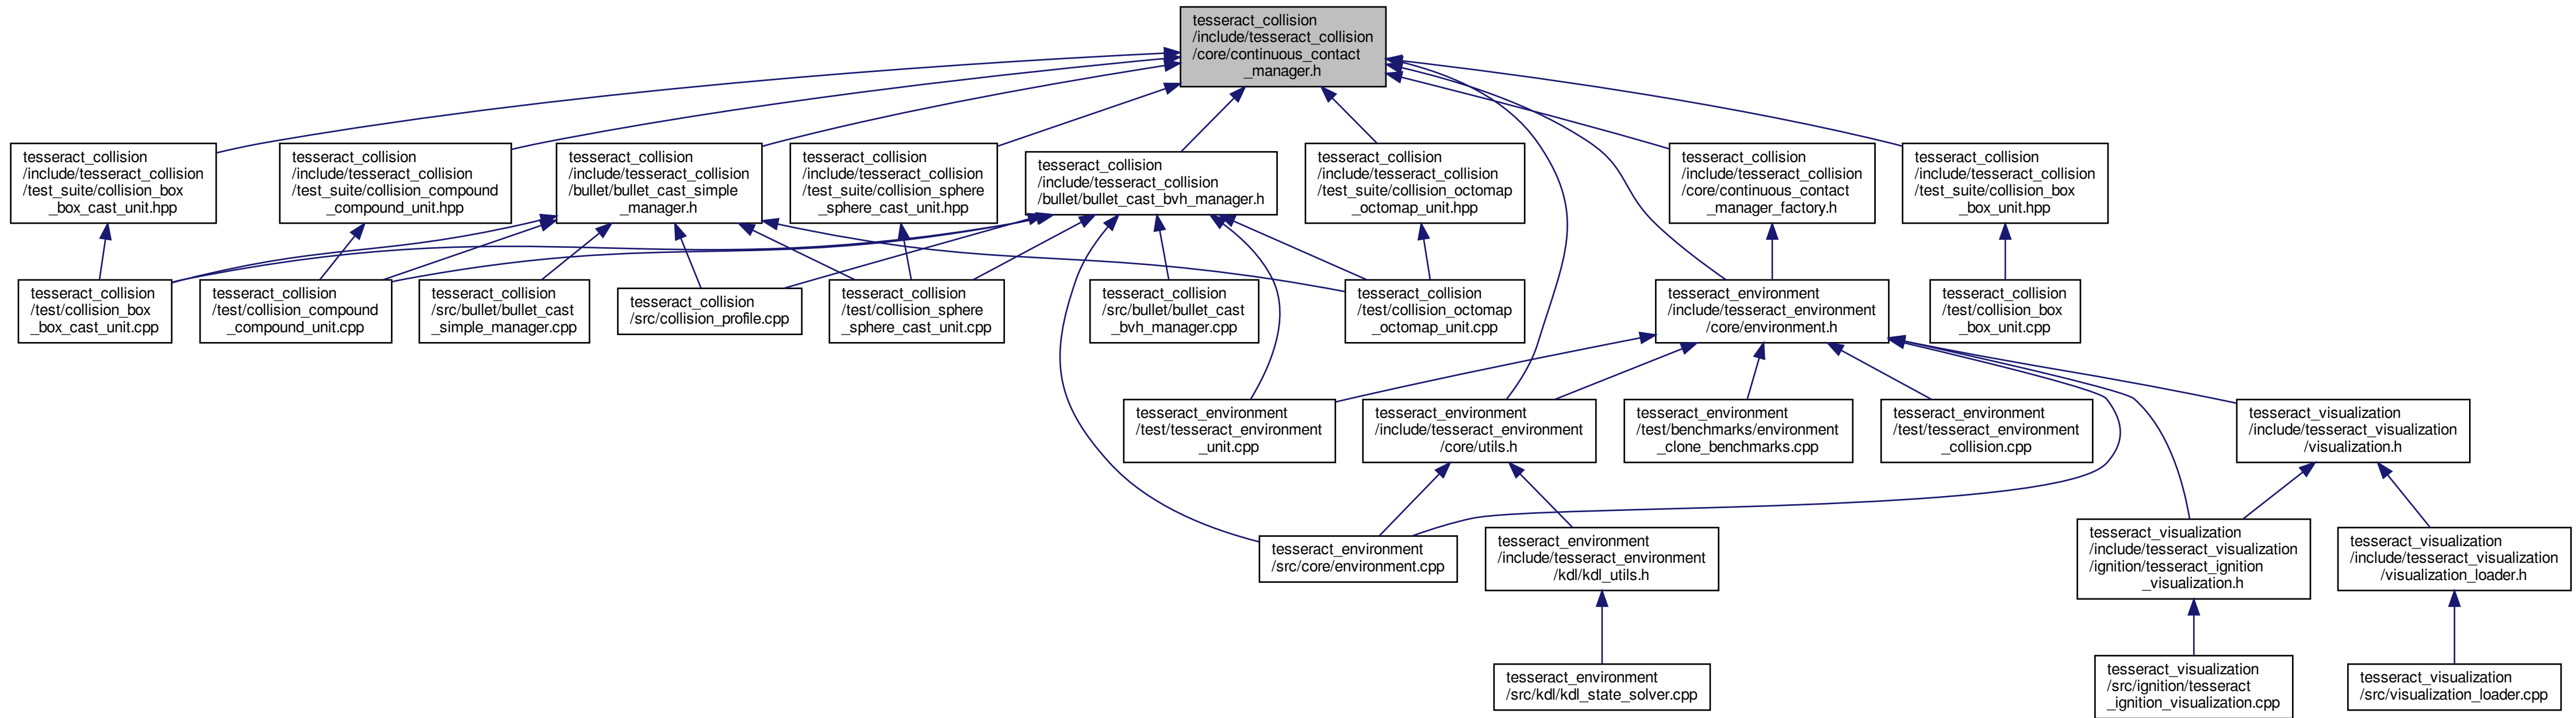 tesseract_collision
/include/tesseract_collision
/core/continuous_contact
_manager.h
tesseract_collision
/include/tesseract_collision
/test_suite/collision_box
_box_cast_unit.hpp
tesseract_collision
/include/tesseract_collision
/test_suite/collision_compound
_compound_unit.hpp
tesseract_collision
/include/tesseract_collision
/bullet/bullet_cast_simple
_manager.h
tesseract_collision
/include/tesseract_collision
/test_suite/collision_sphere
_sphere_cast_unit.hpp
tesseract_collision
/include/tesseract_collision
/bullet/bullet_cast_bvh_manager.h
tesseract_collision
/include/tesseract_collision
/test_suite/collision_octomap
_octomap_unit.hpp
tesseract_collision
/include/tesseract_collision
/core/continuous_contact
_manager_factory.h
tesseract_collision
/include/tesseract_collision
/test_suite/collision_box
_box_unit.hpp
tesseract_collision
/test/collision_box
_box_cast_unit.cpp
tesseract_collision
/test/collision_compound
_compound_unit.cpp
tesseract_collision
/src/bullet/bullet_cast
_simple_manager.cpp
tesseract_collision
/src/collision_profile.cpp
tesseract_collision
/test/collision_sphere
_sphere_cast_unit.cpp
tesseract_collision
/src/bullet/bullet_cast
_bvh_manager.cpp
tesseract_collision
/test/collision_octomap
_octomap_unit.cpp
tesseract_environment
/include/tesseract_environment
/core/environment.h
tesseract_collision
/test/collision_box
_box_unit.cpp
tesseract_environment
/test/tesseract_environment
_unit.cpp
tesseract_environment
/include/tesseract_environment
/core/utils.h
tesseract_environment
/test/benchmarks/environment
_clone_benchmarks.cpp
tesseract_environment
/test/tesseract_environment
_collision.cpp
tesseract_visualization
/include/tesseract_visualization
/visualization.h
tesseract_environment
/src/core/environment.cpp
tesseract_environment
/include/tesseract_environment
/kdl/kdl_utils.h
tesseract_visualization
/include/tesseract_visualization
/ignition/tesseract_ignition
_visualization.h
tesseract_visualization
/include/tesseract_visualization
/visualization_loader.h
tesseract_environment
/src/kdl/kdl_state_solver.cpp
tesseract_visualization
/src/ignition/tesseract
_ignition_visualization.cpp
tesseract_visualization
/src/visualization_loader.cpp